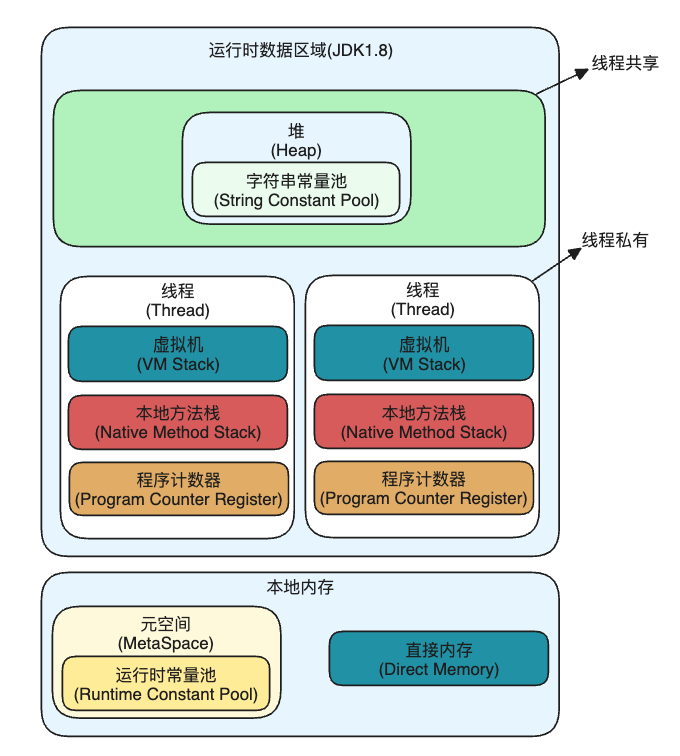 运行时数据区域(JDK1.8)
线程共享
堆
(Heap)
字符串常量池
(String Constant Pool)
线程私有
线程
(Thread)
虚拟机
(VM Stack)
本地方法栈
(Native Method Stack)
程序计数器
(Program Counter Register)
线程
(Thread)
虚拟机
(VM Stack)
本地方法栈
(Native Method Stack)
程序计数器
(Program Counter Register)
本地内存
元空间
(MetaSpace)
运行时常量池
(Runtime Constant Pool)
直接内存
(Direct Memory)